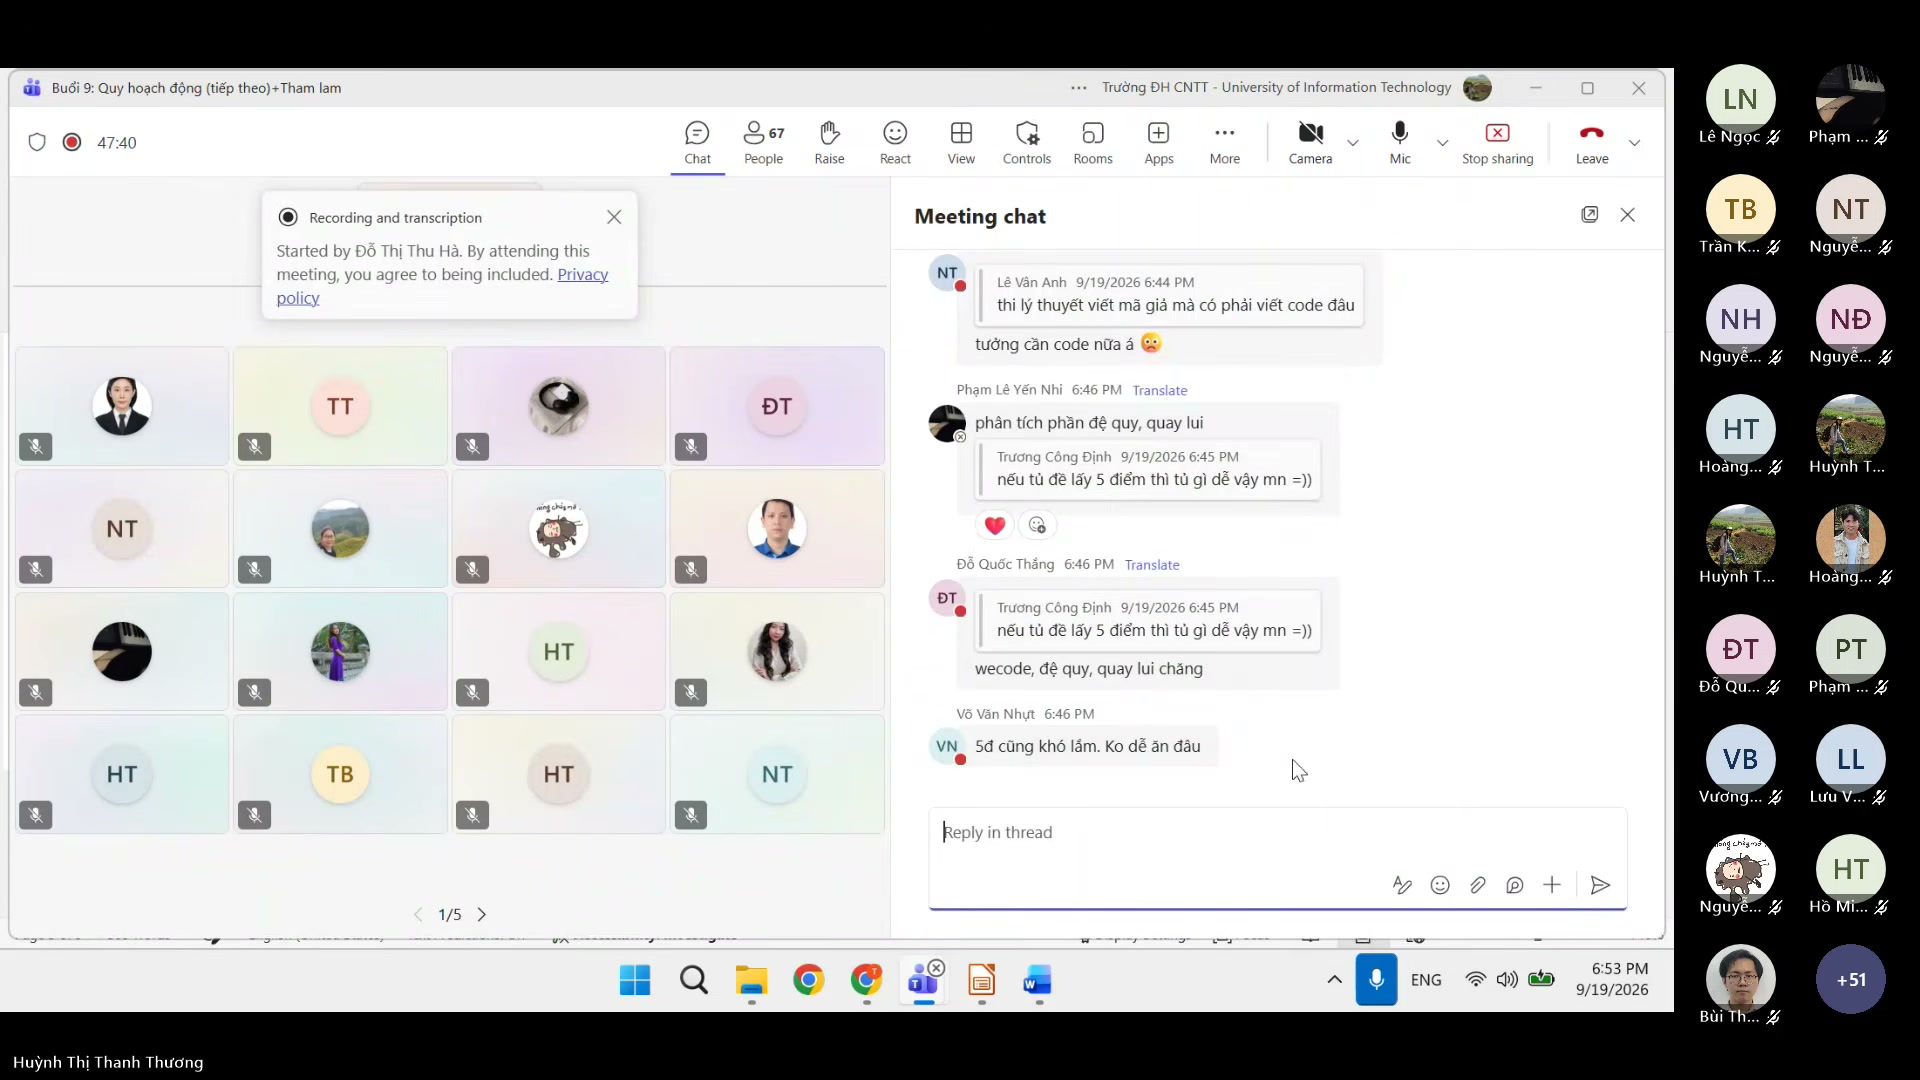 Buổi 9: Quy hoạch động (tiếp theo)+Tham lam
Trường ĐH CNTT - University of Information Technology
47:40
Chat
67
People
Raise
React
View
Controls
Rooms
Apps
More
Camera
Mic
Stop sharing
Leave
Recording and transcription
Started by Đỗ Thị Thu Hà. By attending this
meeting, you agree to being included. Privacy
policy
TT
ĐT
NT
HT
HT
TB
HT
NT
1/5
Meeting chat
NT
Lê Vân Anh 9/19/2026 6:44 PM
thi lý thuyết viết mã giả mà có phải viết code đâu
tưởng cần code nữa á
Phạm Lê Yến Nhi 6:46 PM Translate
phân tích phần đệ quy, quay lui
Trương Công Định 9/19/2026 6:45 PM
nếu tủ đề lấy 5 điểm thì tủ gì dễ vậy mn =))
Đỗ Quốc Thắng 6:46 PM Translate
ĐT
Trương Công Định 9/19/2026 6:45 PM
nếu tủ đề lấy 5 điểm thì tủ gì dễ vậy mn =))
wecode, đệ quy, quay lui chăng
Võ Văn Nhựt 6:46 PM
VN
5đ cũng khó lắm. Ko dễ ăn đâu
Reply in thread
ENG
6:53 PM
9/19/2026
LN
Lê Ngọc
Phạm ...
TB
Trần K...
NT
Nguyễ...
NH
Nguyễ...
NĐ
Nguyễ...
HT
Hoàng...
Huỳnh T...
Huỳnh T...
Hoàng...
ĐT
Đỗ Qu...
PT
Phạm ...
VB
Vương...
LL
Lưu V...
Nguyễ...
HT
Hồ Mi...
Bùi Th...
+51
Huỳnh Thị Thanh Thương